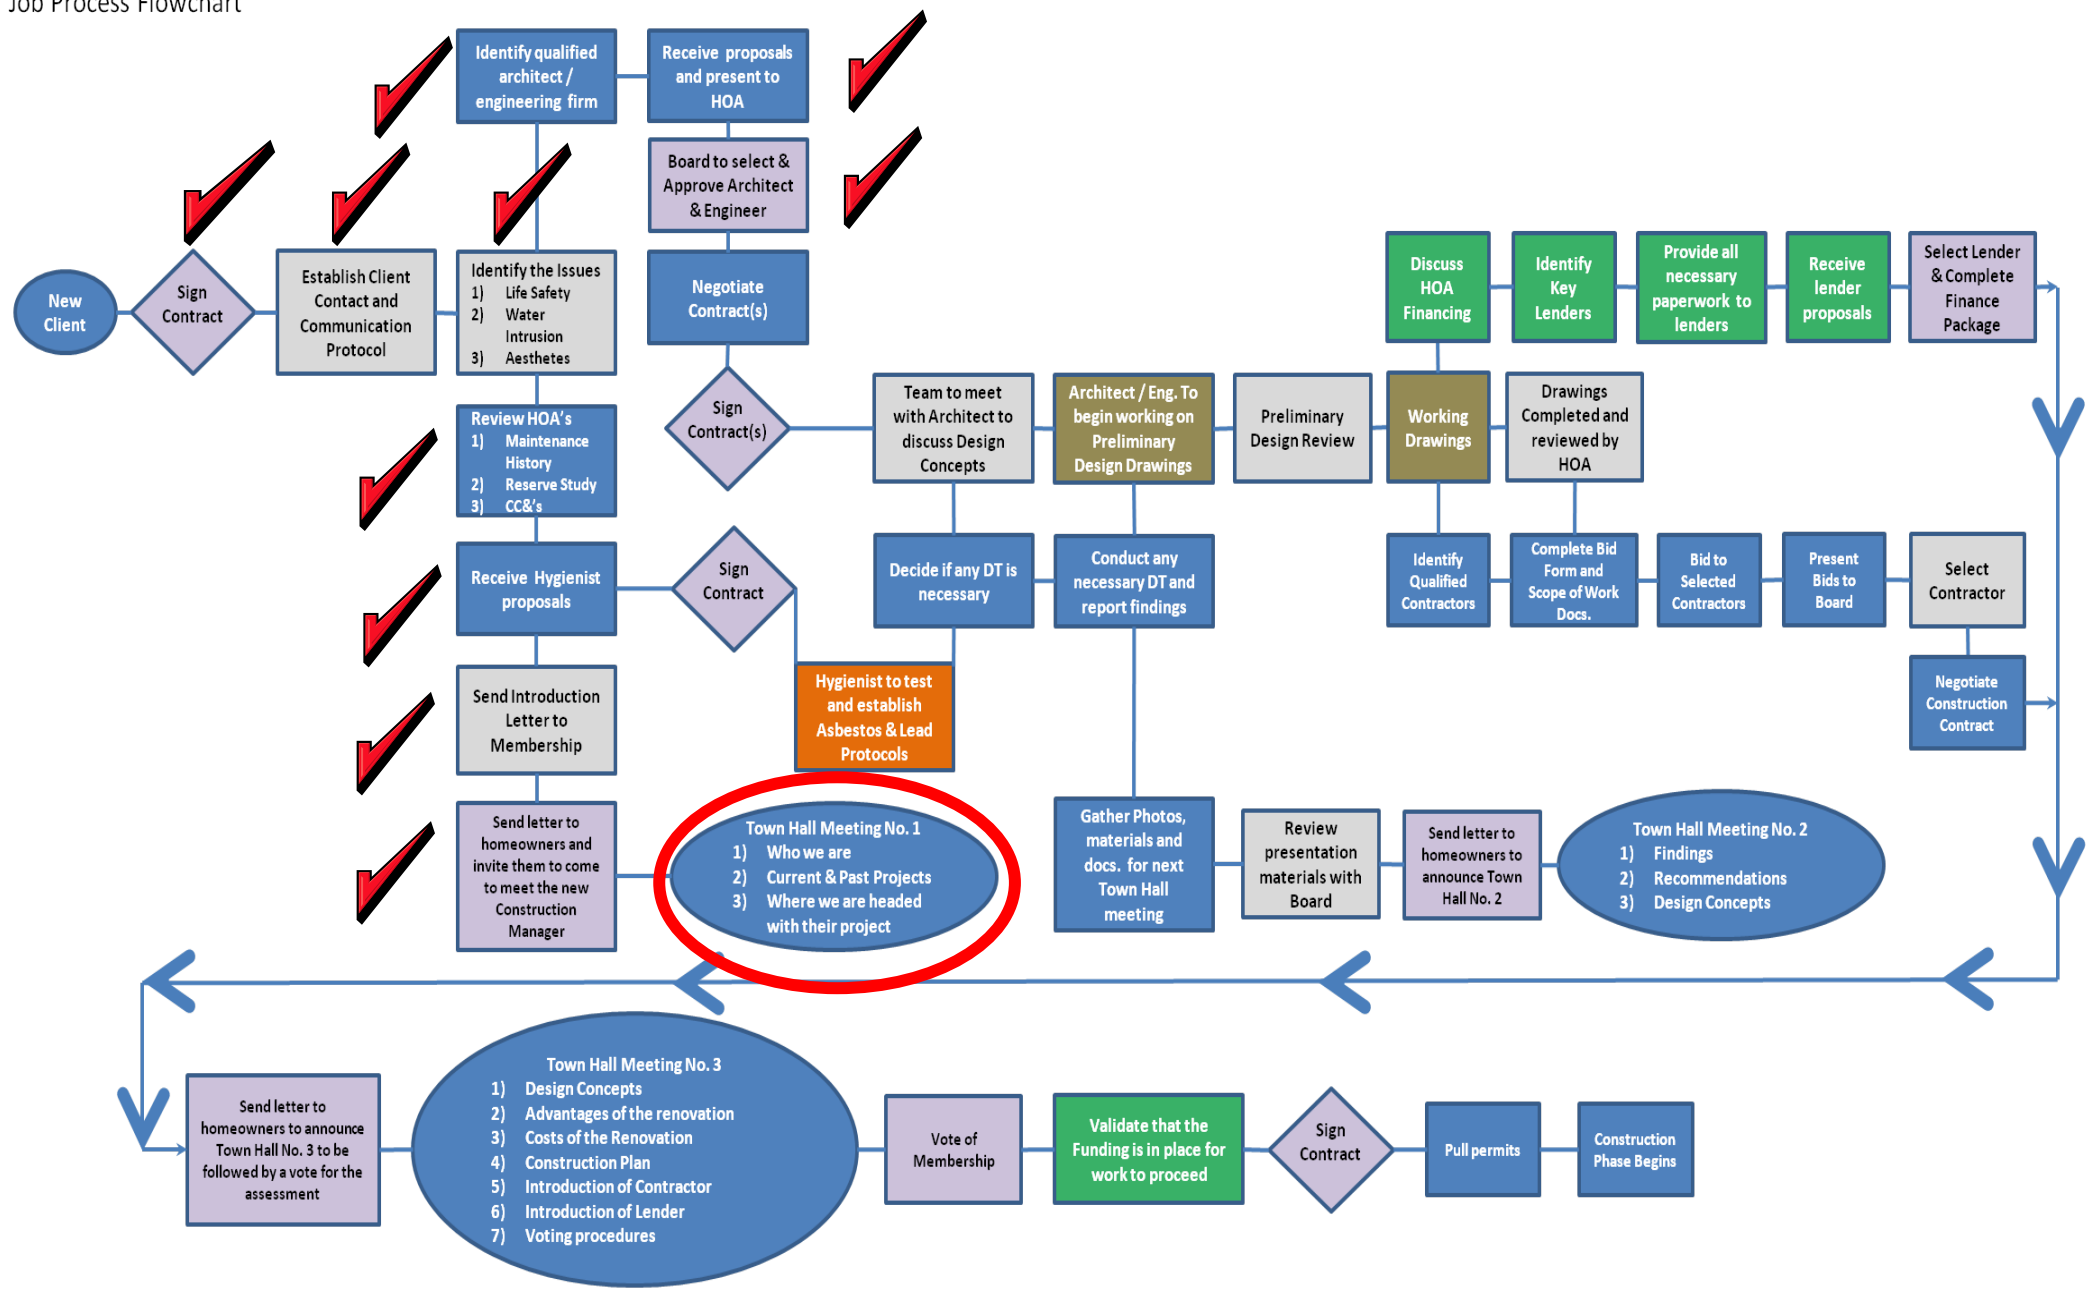 Job Process Flowchart
Identify qualified
architect /
engineering firm
Receive proposals
and present to
HOA
Board to select &
Approve Architect
& Engineer
New
Client
Sign
Contract
Establish Client
Contact and
Communication
Protocol
Identify the Issues
1) Life Safety
2) Water
Intrusion
3) Aesthetes
Negotiate
Contract(s)
Discuss
HOA
Financing
Identify
Key
Lenders
Provide all
necessary
paperwork to
lenders
Receive
lender
proposals
Select Lender
& Complete
Finance
Package
Review HOA's
1) Maintenance
History
2) Reserve Study
3) CC&'s
Sign
Contract(s)
Team to meet
with Architect to
discuss Design
Concepts
Architect / Eng. To
begin working on
Preliminary
Design Drawings
Preliminary
Design Review
Working
Drawings
Drawings
Completed and
reviewed by
HOA
Receive Hygienist
proposals
Sign
Contract
Decide if any DT is
necessary
Conduct any
necessary DT and
report findings
Identify
Qualified
Contractors
Complete Bid
Form and
Scope of Work
Docs.
Bid to
Selected
Contractors
Present
Bids to
Board
Select
Contractor
Send Introduction
Letter to
Membership
Hygienist to test
and establish
Asbestos & Lead
Protocols
Negotiate
Construction
Contract
Send letter to
homeowners and
invite them to come
to meet the new
Construction
Manager
Town Hall Meeting No. 1
1) Who we are
2) Current & Past Projects
3) Where we are headed
with their project
Gather Photos,
materials and
docs. for next
Town Hall
meeting
Review
presentation
materials with
Board
Send letter to
homeowners to
announce Town
Hall No. 2
Town Hall Meeting No. 2
1) Findings
2) Recommendations
3) Design Concepts
Send letter to
homeowners to announce
Town Hall No. 3 to be
followed by a vote for the
assessment
Town Hall Meeting No. 3
1) Design Concepts
2) Advantages of the renovation
3) Costs of the Renovation
4) Construction Plan
5) Introduction of Contractor
6) Introduction of Lender
7) Voting procedures
Vote of
Membership
Validate that the
Funding is in place for
work to proceed
Sign
Contract
Pull permits
Construction
Phase Begins